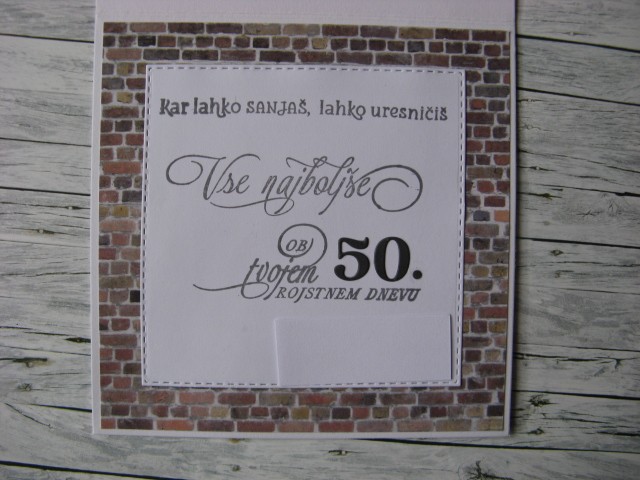 Kar lahko SANJAŠ, lahko uresničiš
Vse najboljše
OB
tvojem 50.
ROJSTNEM DNEVU